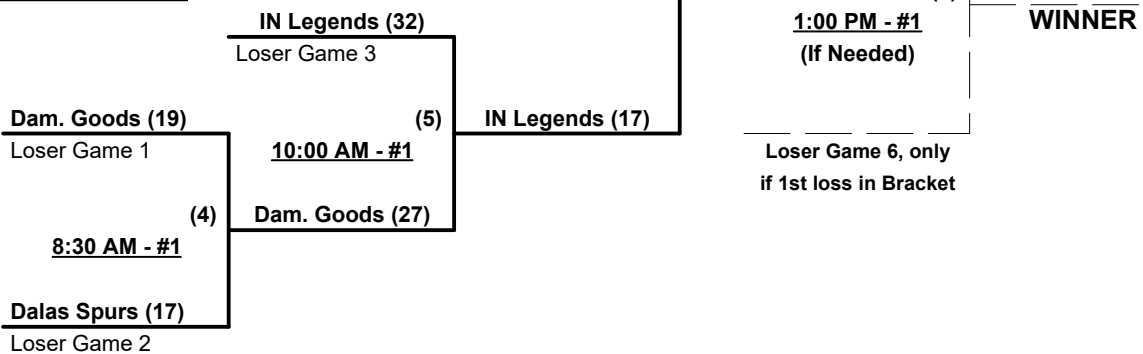 IN Legends (32)
1:00 PM - #1
WINNER
Loser Game 3
(If Needed)
Dam. Goods (19)
(5)
IN Legends (17)
Loser Game 1
10:00 AM - #1
Loser Game 6, only
if 1st loss in Bracket
(4)
Dam. Goods (27)
8:30 AM - #1
Dalas Spurs (17)
Loser Game 2